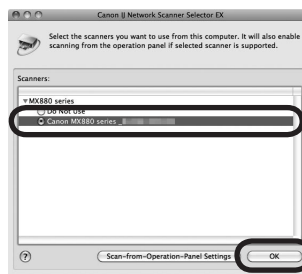 Canon IJ Network Scanner Selector EX
Select the scanners you want to use from this computer. It will also enable
scanning from the operation panel if selected scanner is supported.
Scanners:
MX880 series
Do Not Use
Canon MX880 series _
? Scan-from-Operation-Panel Settings OK